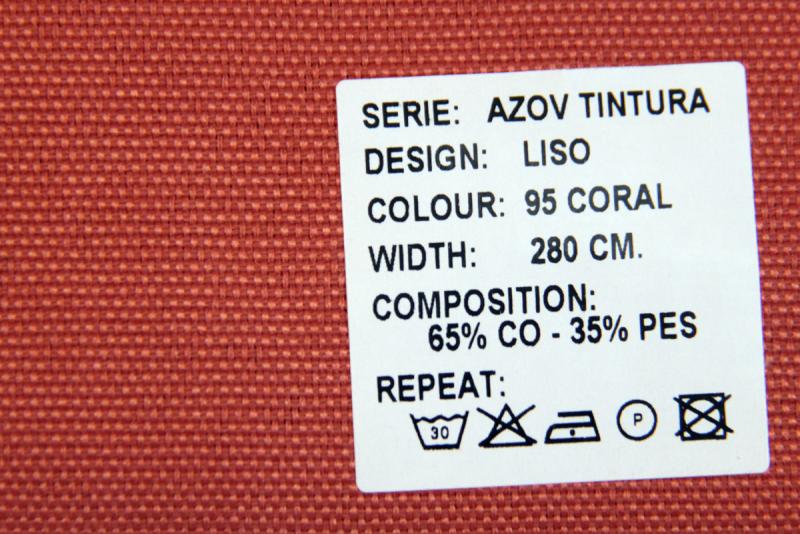 SERIE: AZOV TINTURA
DESIGN: LISO
COLOUR: 95 CORAL
WIDTH: 280 CM.
COMPOSITION:
65% CO - 35% PES
REPEAT:
30 P